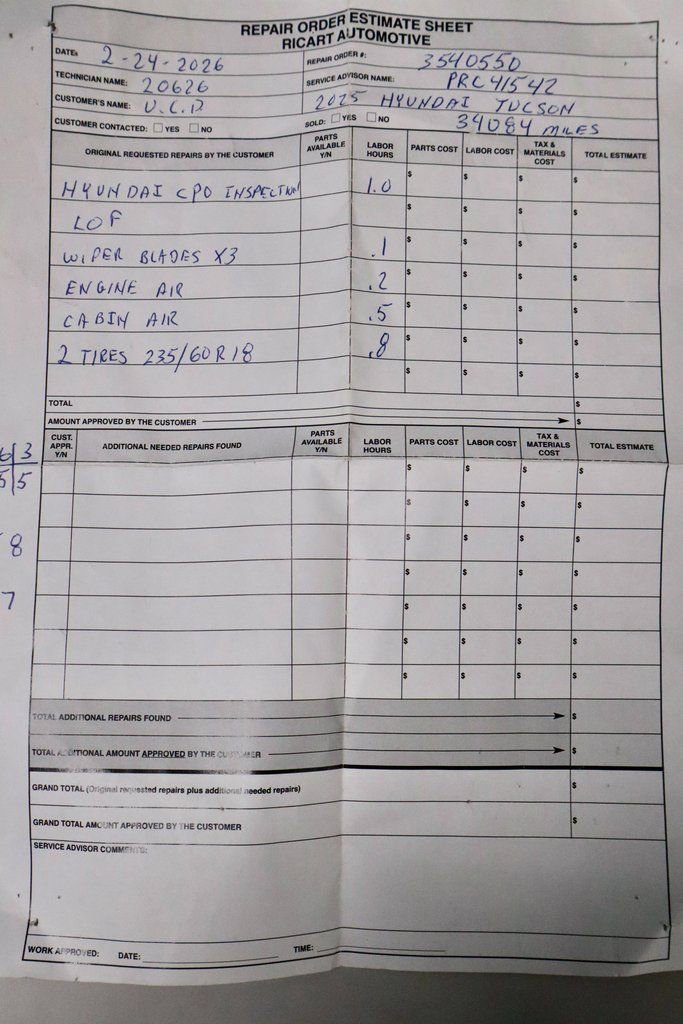 REPAIR ORDER ESTIMATE SHEET
RICART AUTOMOTIVE
DATE: 2-24-2026
REPAIR ORDER #: 3540550
TECHNICIAN NAME: 20626
SERVICE ADVISOR NAME: PRC41542
CUSTOMER'S NAME: U.C.D
2025 HYUNDAI TUCSON
CUSTOMER CONTACTED: YES NO
SOLD: YES NO
34084 MILES
ORIGINAL REQUESTED REPAIRS BY THE CUSTOMER PARTS AVAILABLE Y/N LABOR HOURS PARTS COST LABOR COST TAX & MATERIALS COST TOTAL ESTIMATE
HYUNDAI CPO INSPECTION 1.0 $ $ $ $
LOF $ $ $ $
WIPER BLADES X3 .1 $ $ $ $
ENGINE AIR .2 $ $ $ $
CABIN AIR .5 $ $ $ $
2 TIRES 235/60R18 .8 $ $ $ $
$ $ $ $
TOTAL $
AMOUNT APPROVED BY THE CUSTOMER $
CUST. APPR. Y/N ADDITIONAL NEEDED REPAIRS FOUND PARTS AVAILABLE Y/N LABOR HOURS PARTS COST LABOR COST TAX & MATERIALS COST TOTAL ESTIMATE
6 3
5 5
8
7
$ $ $ $
$ $ $ $
$ $ $ $
$ $ $ $
$ $ $ $
$ $ $ $
$ $ $ $
TOTAL ADDITIONAL REPAIRS FOUND $
TOTAL ADDITIONAL AMOUNT APPROVED BY THE CUSTOMER $
GRAND TOTAL (Original requested repairs plus additional needed repairs) $
GRAND TOTAL AMOUNT APPROVED BY THE CUSTOMER $
SERVICE ADVISOR COMMENTS:
WORK APPROVED: DATE: TIME: